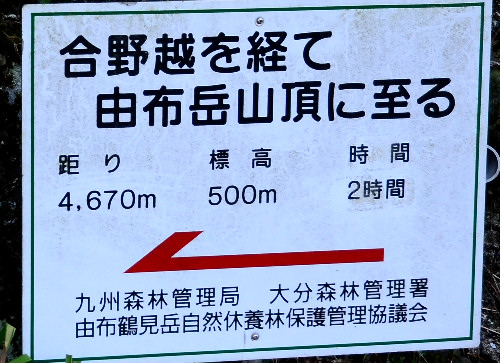 合野越を経て
由布岳山頂に至る
距り 標高 時間
4,670m 500m 2時間
九州森林管理局 大分森林管理署
由布鶴見岳自然休養林保護管理協議会